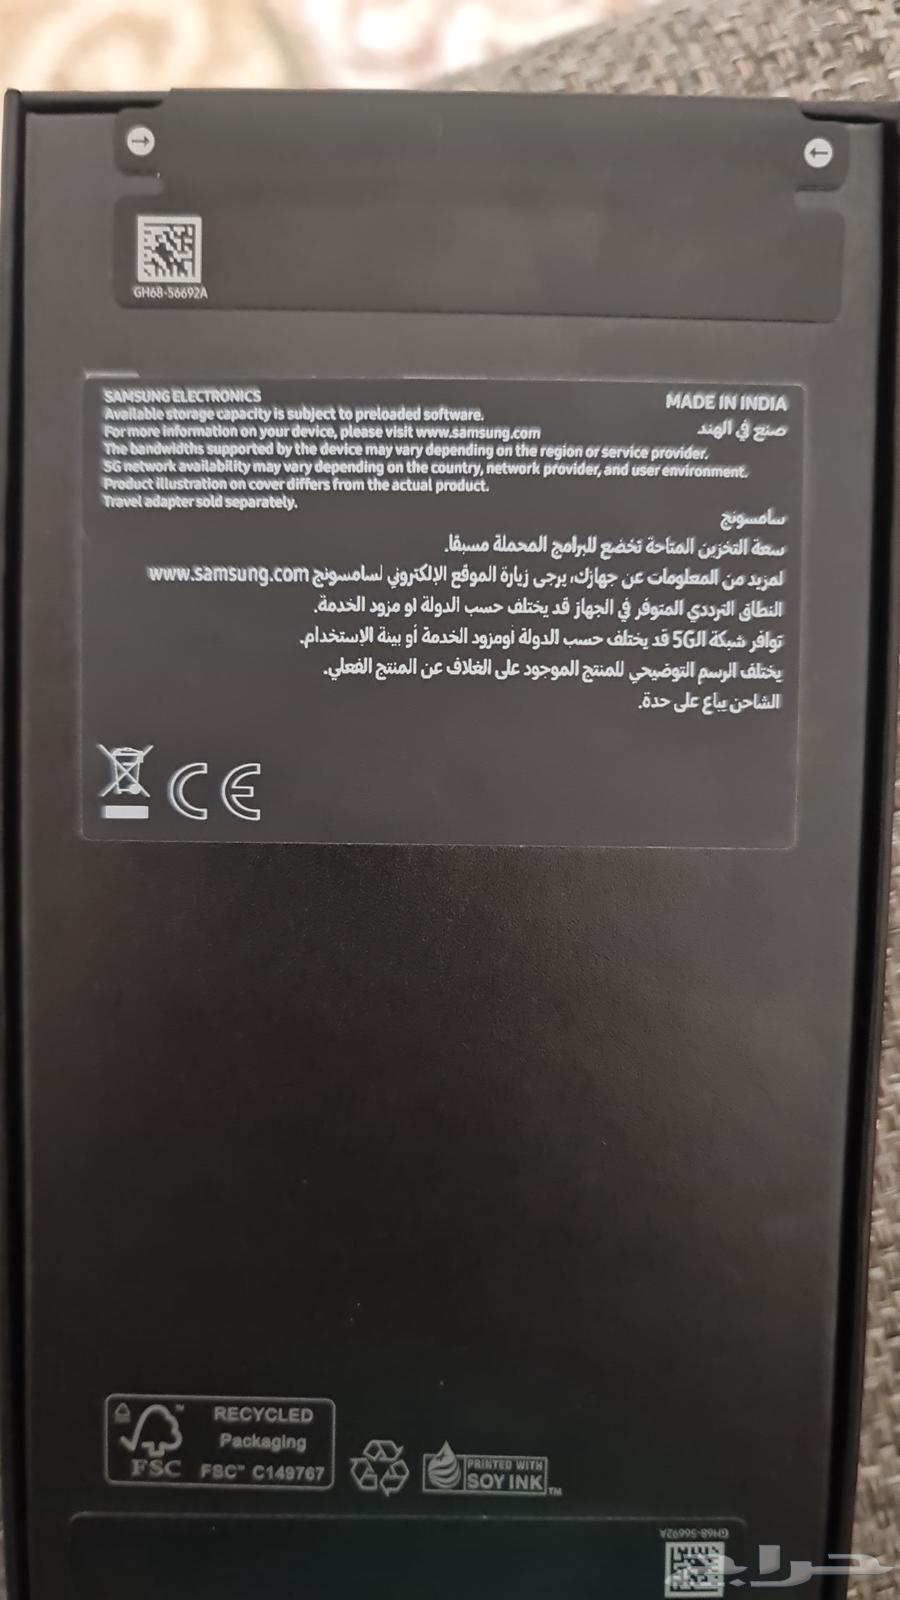 GH68-56692A
SAMSUNG ELECTRONICS
Available storage capacity is subject to preloaded software.
For more information on your device, please visit www.samsung.com
The bandwidths supported by the device may vary depending on the region or service provider.
5G network availability may vary depending on the country, network provider, and user environment.
Product illustration on cover differs from the actual product.
Travel adapter sold separately.
MADE IN INDIA
صنع في الهند
سامسونج
سعة التخزين المتاحة تخضع للبرامج المحملة مسبقا.
لمزيد من المعلومات عن جهازك، يرجى زيارة الموقع الإلكتروني لسامسونج www.samsung.com
النطاق الترددي المتوفر في الجهاز قد يختلف حسب الدولة او مزود الخدمة.
توافر شبكة الـ5G قد يختلف حسب الدولة أومزود الخدمة أو بيئة الإستخدام.
يختلف الرسم التوضيحي للمنتج الموجود على الغلاف عن المنتج الفعلي.
الشاحن يباع على حدة.
CE
FSC™
RECYCLED
Packaging
FSC™ C149767
PRINTED WITH
SOY INK™
GH68-56692A
حراج